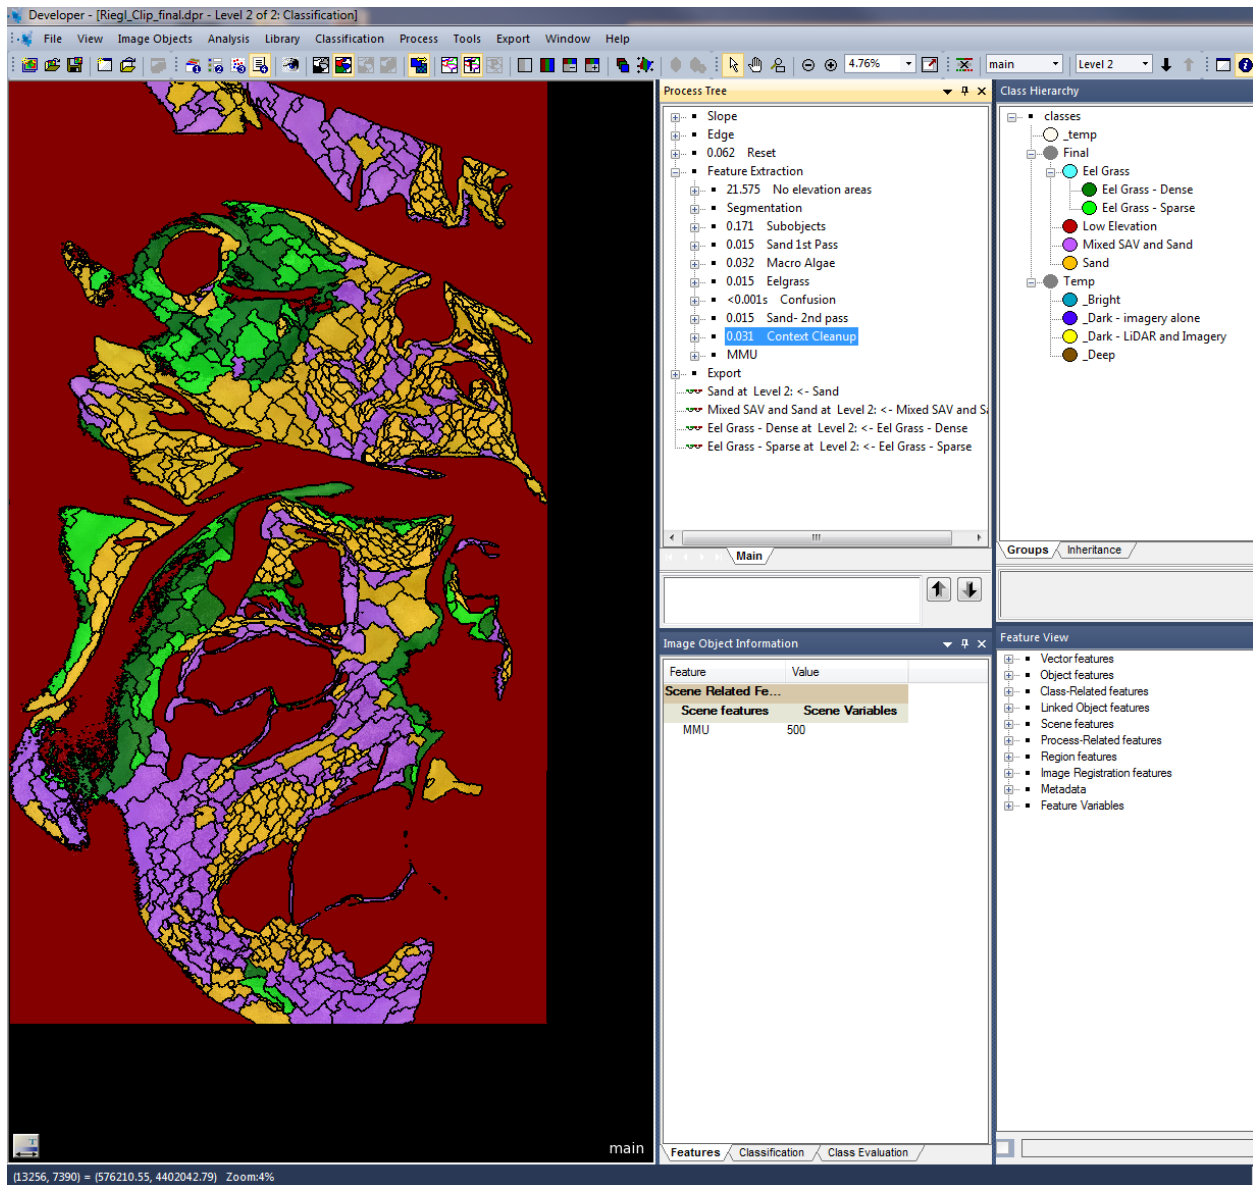 Developer - [Riegl_Clip_final.dpr - Level 2 of 2: Classification]
File View Image Objects Analysis Library Classification Process Tools Export Window Help
4.76% main Level 2
Process Tree
Slope
Edge
0.062 Reset
Feature Extraction
21.575 No elevation areas
Segmentation
0.171 Subobjects
0.015 Sand 1st Pass
0.032 Macro Algae
0.015 Eelgrass
<0.001s Confusion
0.015 Sand- 2nd pass
0.031 Context Cleanup
MMU
Export
Sand at Level 2: <- Sand
Mixed SAV and Sand at Level 2: <- Mixed SAV and Sa
Eel Grass - Dense at Level 2: <- Eel Grass - Dense
Eel Grass - Sparse at Level 2: <- Eel Grass - Sparse
Main
Class Hierarchy
classes
_temp
Final
Eel Grass
Eel Grass - Dense
Eel Grass - Sparse
Low Elevation
Mixed SAV and Sand
Sand
Temp
_Bright
_Dark - imagery alone
_Dark - LiDAR and Imagery
_Deep
Groups Inheritance
Image Object Information
Feature Value
Scene Related Fe...
Scene features Scene Variables
MMU 500
Features Classification Class Evaluation
Feature View
Vector features
Object features
Class-Related features
Linked Object features
Scene features
Process-Related features
Region features
Image Registration features
Metadata
Feature Variables
main
(13256, 7390) = (576210.55, 4402042.79) Zoom:4%